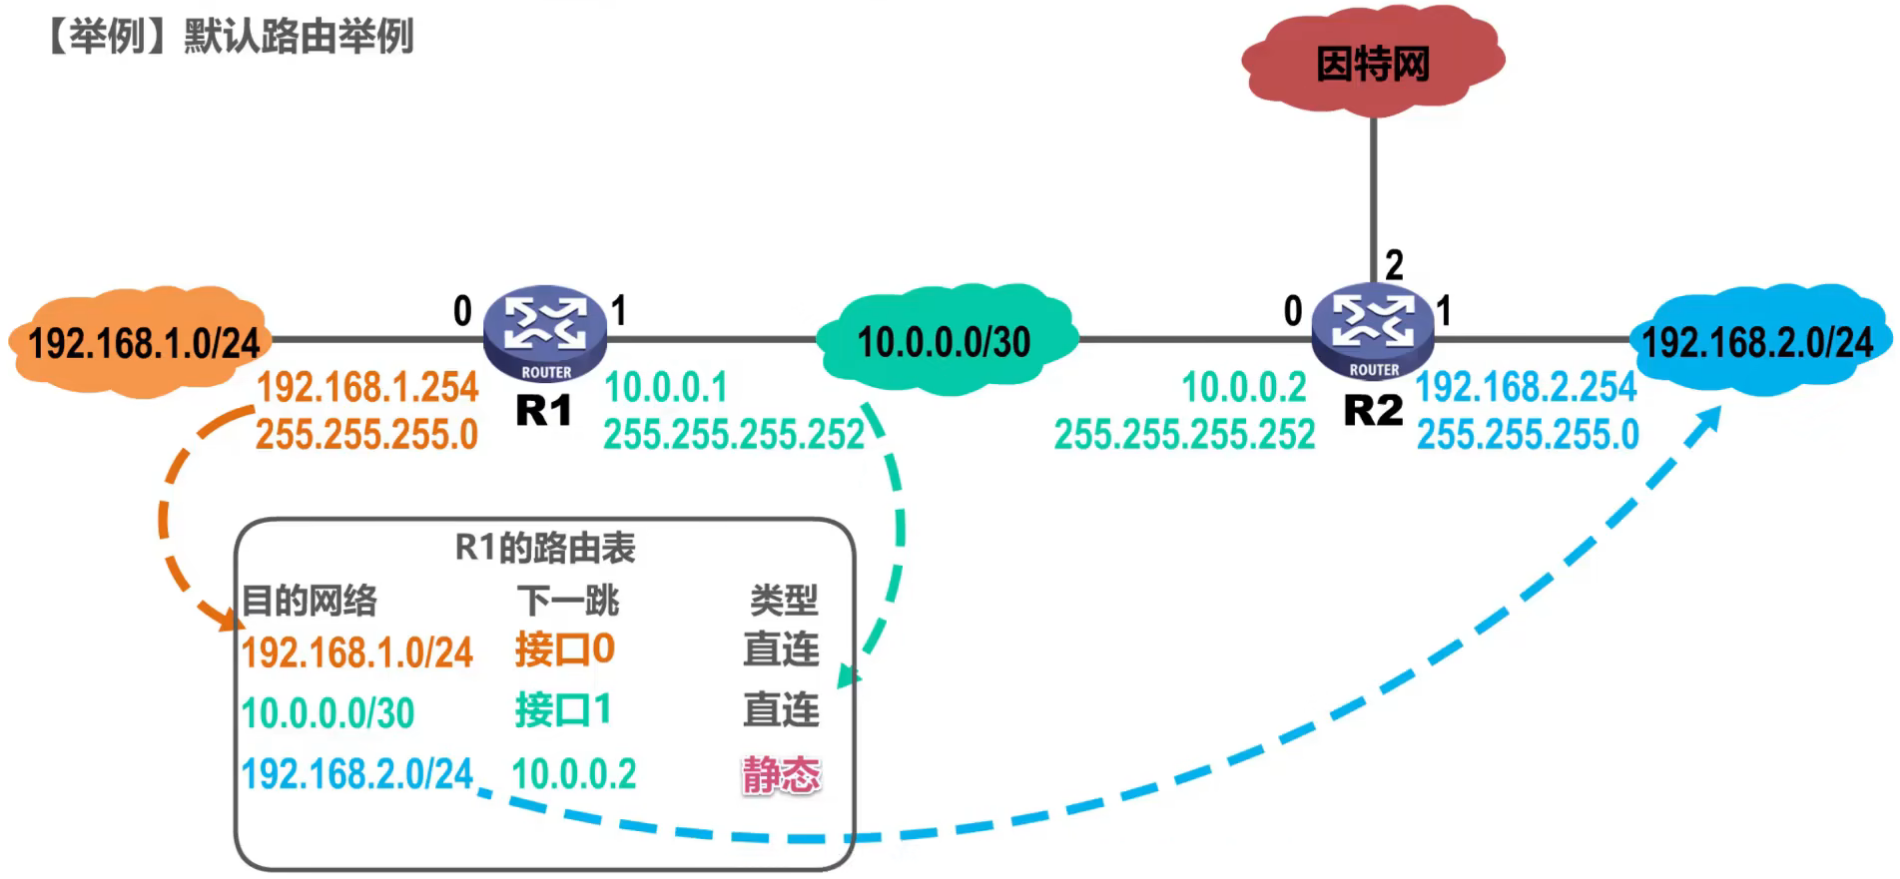 【举例】默认路由举例
因特网
2
0
1
0
1
192.168.1.0/24
ROUTER
10.0.0.0/30
ROUTER
192.168.2.0/24
192.168.1.254
255.255.255.0
R1
10.0.0.1
255.255.255.252
10.0.0.2
255.255.255.252
R2
192.168.2.254
255.255.255.0
R1的路由表
目的网络 下一跳 类型
192.168.1.0/24 接口0 直连
10.0.0.0/30 接口1 直连
192.168.2.0/24 10.0.0.2 静态